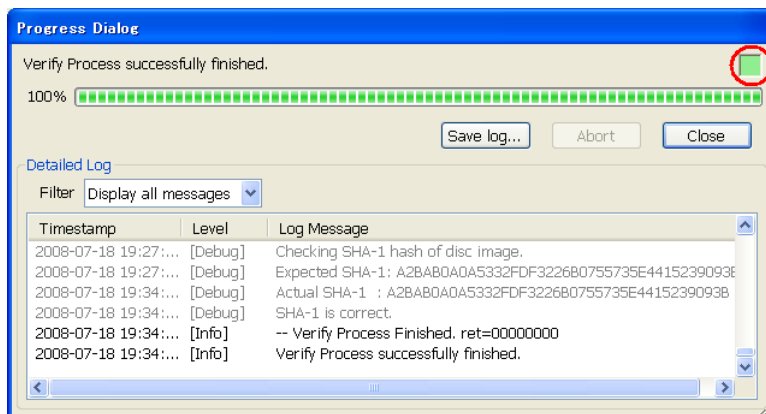 Progress Dialog
Verify Process successfully finished.
100%
Save log... Abort Close
Detailed Log
Filter Display all messages
Timestamp Level Log Message
2008-07-18 19:27:... [Debug] Checking SHA-1 hash of disc image.
2008-07-18 19:27:... [Debug] Expected SHA-1: A2BAB0A0A5332FDF3226B0755735E4415239093B
2008-07-18 19:34:... [Debug] Actual SHA-1 : A2BAB0A0A5332FDF3226B0755735E4415239093B
2008-07-18 19:34:... [Debug] SHA-1 is correct.
2008-07-18 19:34:... [Info] -- Verify Process Finished. ret=00000000
2008-07-18 19:34:... [Info] Verify Process successfully finished.